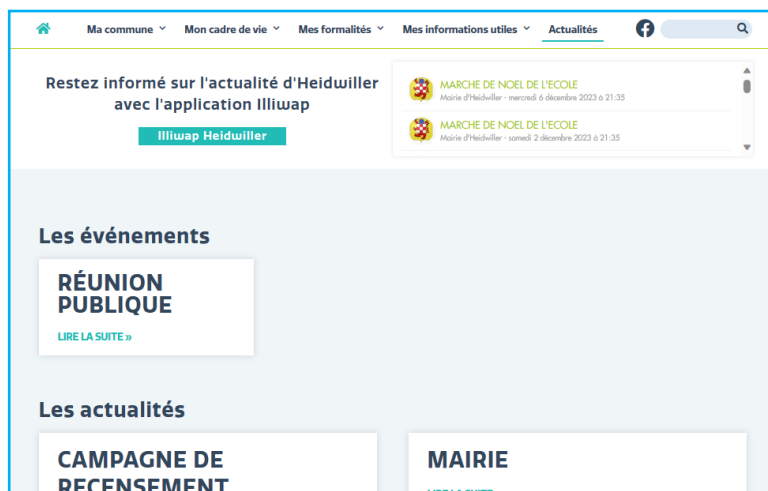 Ma commune Mon cadre de vie Mes formalités Mes informations utiles Actualités
Restez informé sur l'actualité d'Heidwiller
avec l'application Illiwap
Illiwap Heidwiller
MARCHE DE NOEL DE L'ECOLE
Mairie d'Heidwiller - mercredi 6 décembre 2023 à 21:35
MARCHE DE NOEL DE L'ECOLE
Mairie d'Heidwiller - samedi 2 décembre 2023 à 21:35
Les événements
RÉUNION
PUBLIQUE
LIRE LA SUITE »
Les actualités
CAMPAGNE DE
RECENSEMENT
MAIRIE
LIRE LA SUITE